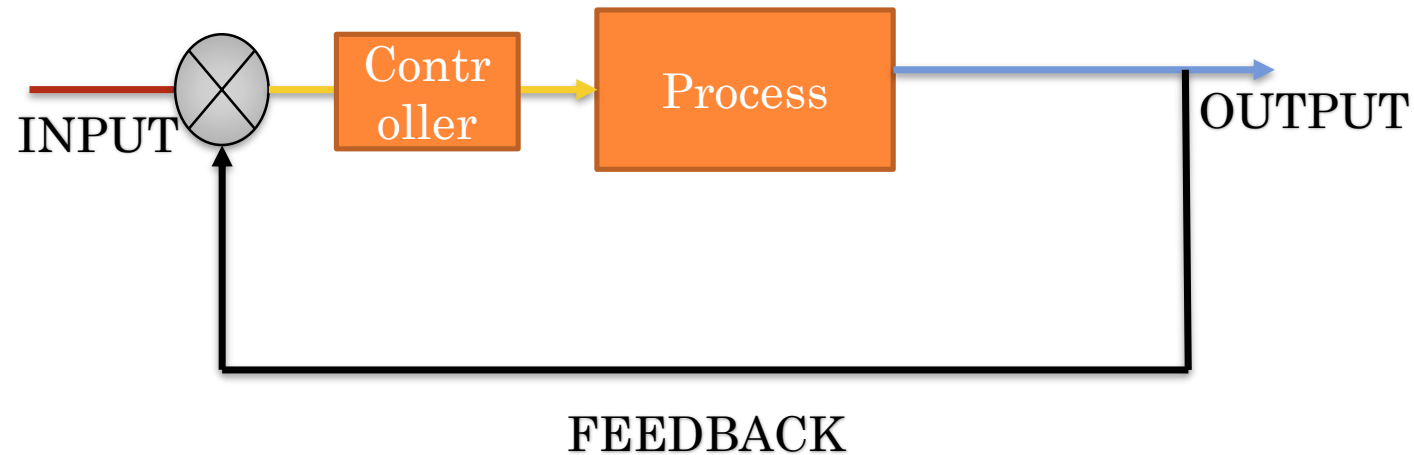 Contr
oller
Process
INPUT
OUTPUT
FEEDBACK